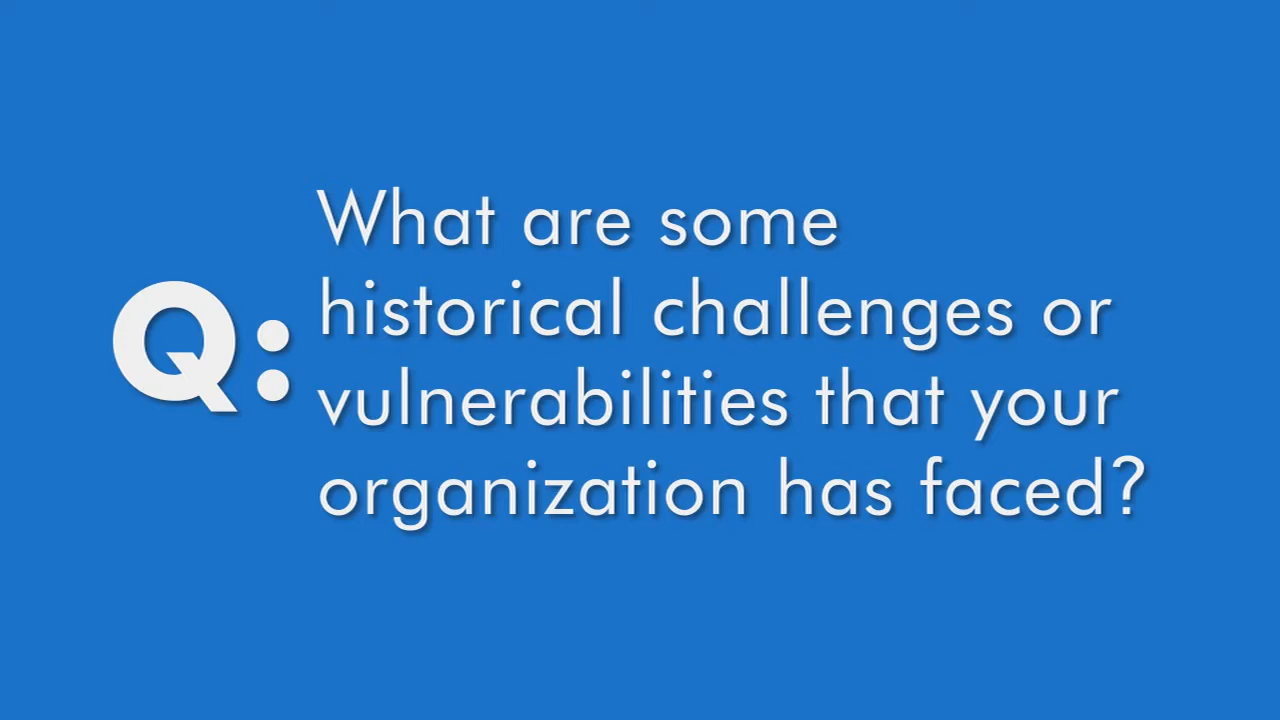 Q:
What are some
historical challenges or
vulnerabilities that your
organization has faced?